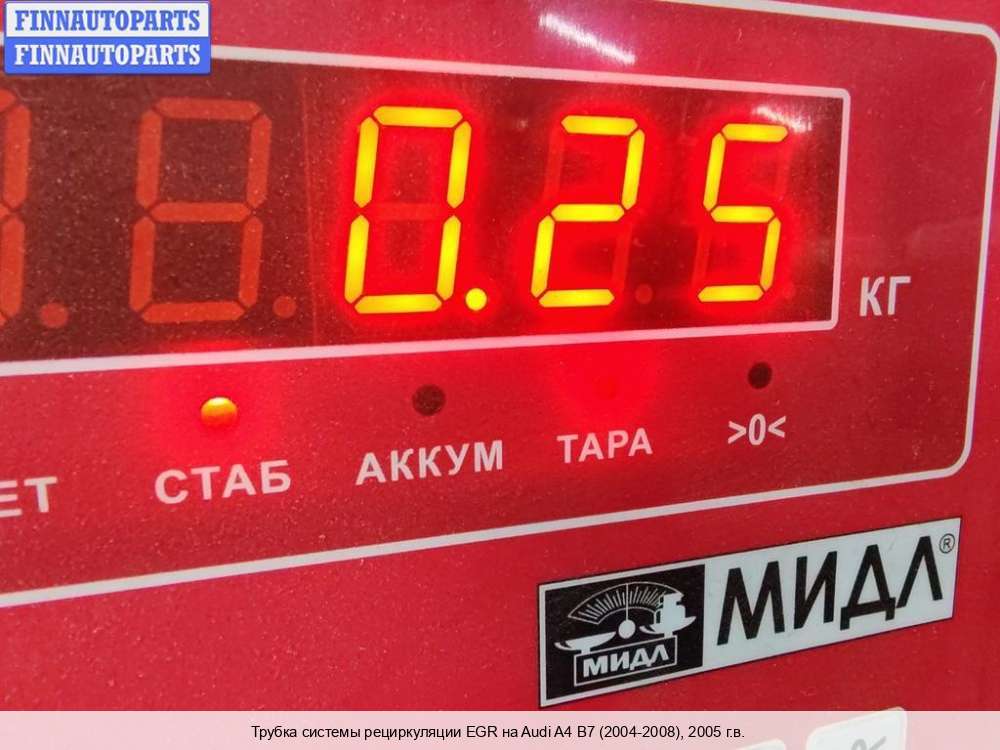 FINNAUTOPARTS
FINNAUTOPARTS
0.25
КГ
СТАБ АККУМ ТАРА >0<
МИДЛ®
МИДЛ
Трубка системы рециркуляции EGR на Audi A4 B7 (2004-2008), 2005 г.в.